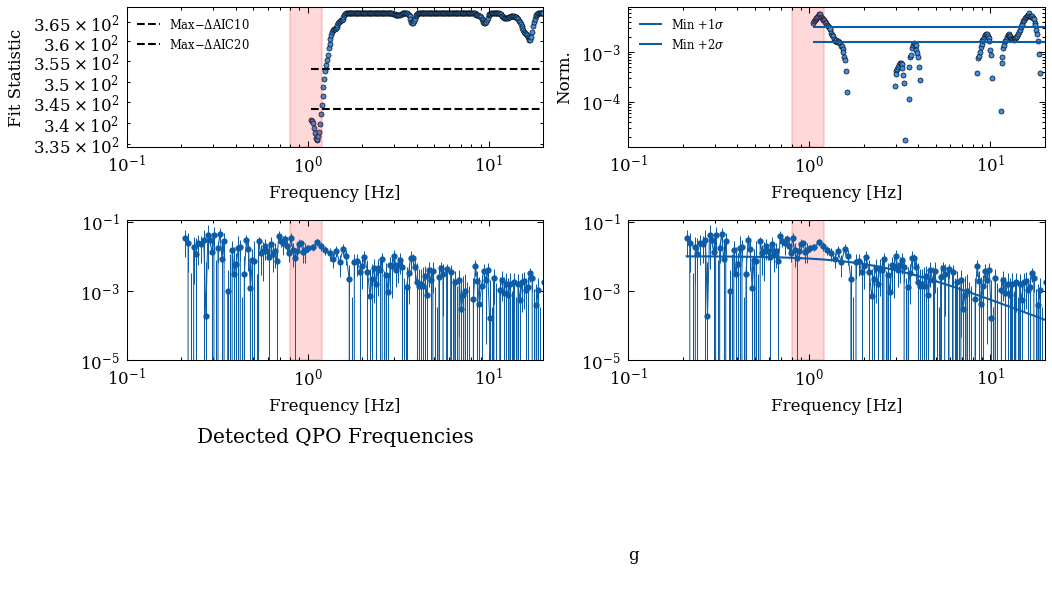 Fit Statistic
3.65 × 10²
3.6 × 10²
3.55 × 10²
3.5 × 10²
3.45 × 10²
3.4 × 10²
3.35 × 10²
Max−ΔAIC10
Max−ΔAIC20
10⁻¹ 10⁰ 10¹
Frequency [Hz]
Norm.
10⁻³
10⁻⁴
Min +1σ
Min +2σ
10⁻¹ 10⁰ 10¹
Frequency [Hz]
10⁻¹
10⁻³
10⁻⁵
10⁻¹ 10⁰ 10¹
Frequency [Hz]
10⁻¹
10⁻³
10⁻⁵
10⁻¹ 10⁰ 10¹
Frequency [Hz]
Detected QPO Frequencies
g